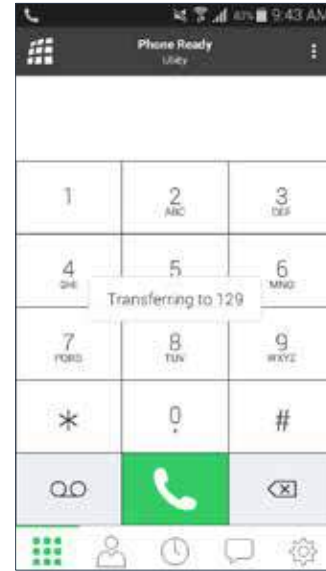 9:43 AM
Phone Ready
1
2
ABC
3
DEF
4
GHI
5
6
MNO
Transferring to 129
7
PQRS
8
TUV
9
WXYZ
*
0
#